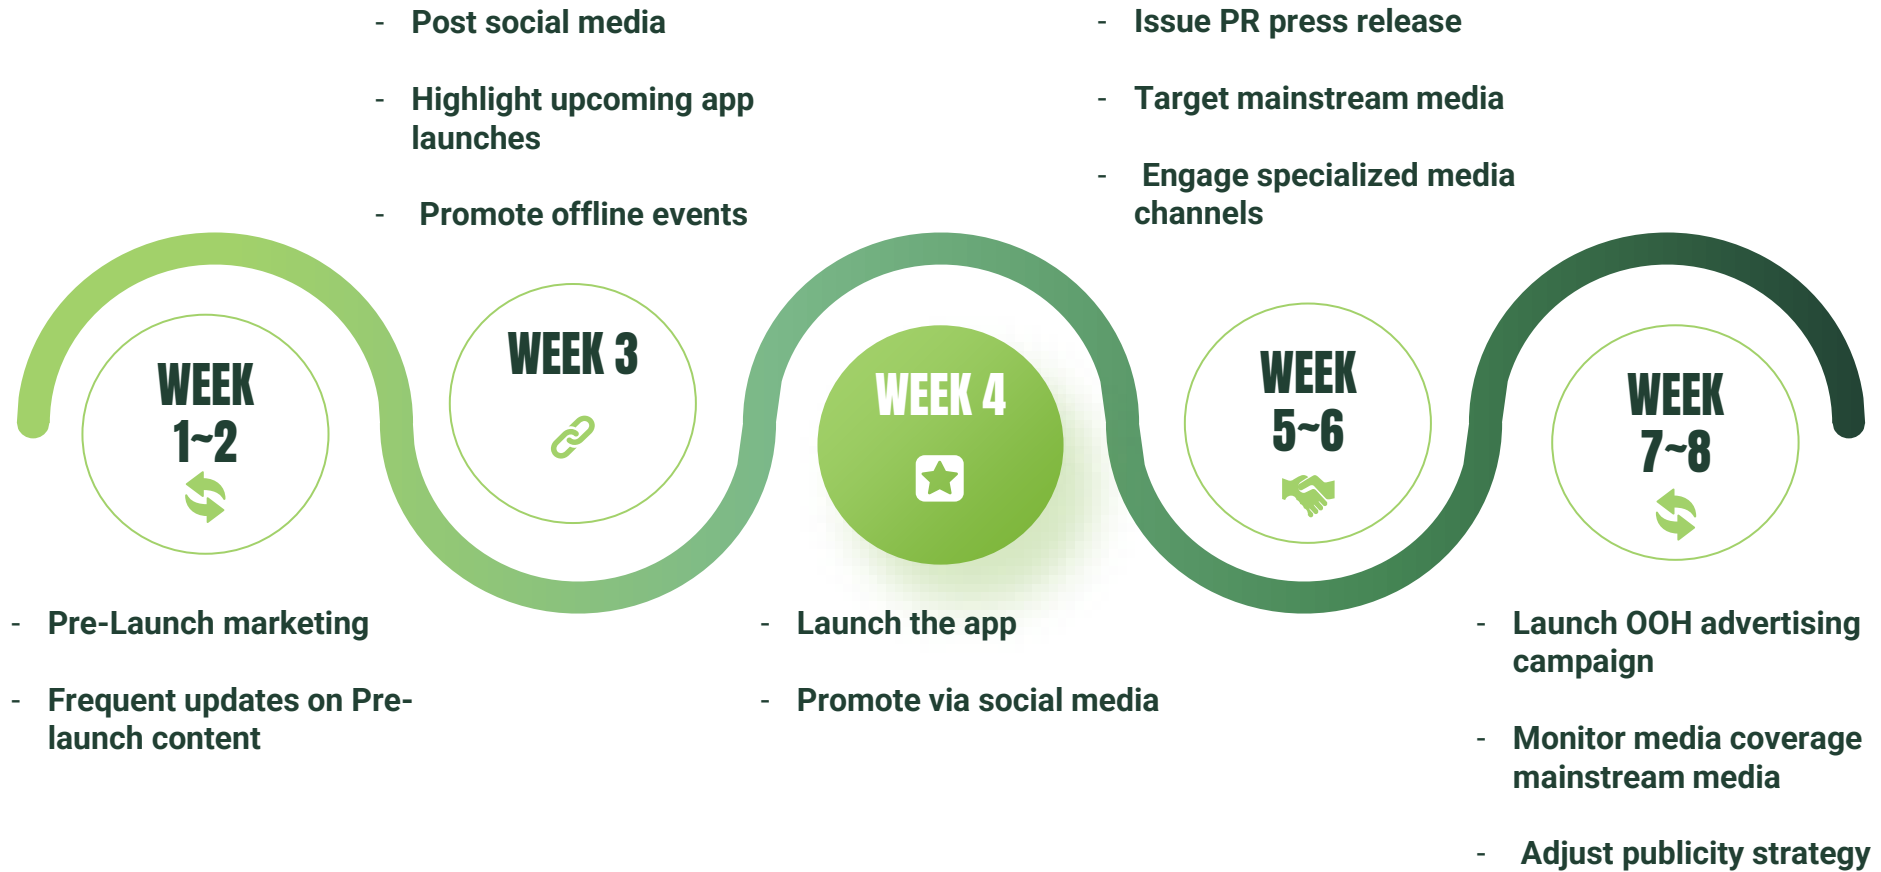 - Post social media
- Highlight upcoming app
launches
- Promote offline events
- Issue PR press release
- Target mainstream media
- Engage specialized media
channels
WEEK
1~2
WEEK 3
WEEK 4
WEEK
5~6
WEEK
7~8
- Pre-Launch marketing
- Frequent updates on Pre-
launch content
- Launch the app
- Promote via social media
- Launch OOH advertising
campaign
- Monitor media coverage
mainstream media
- Adjust publicity strategy